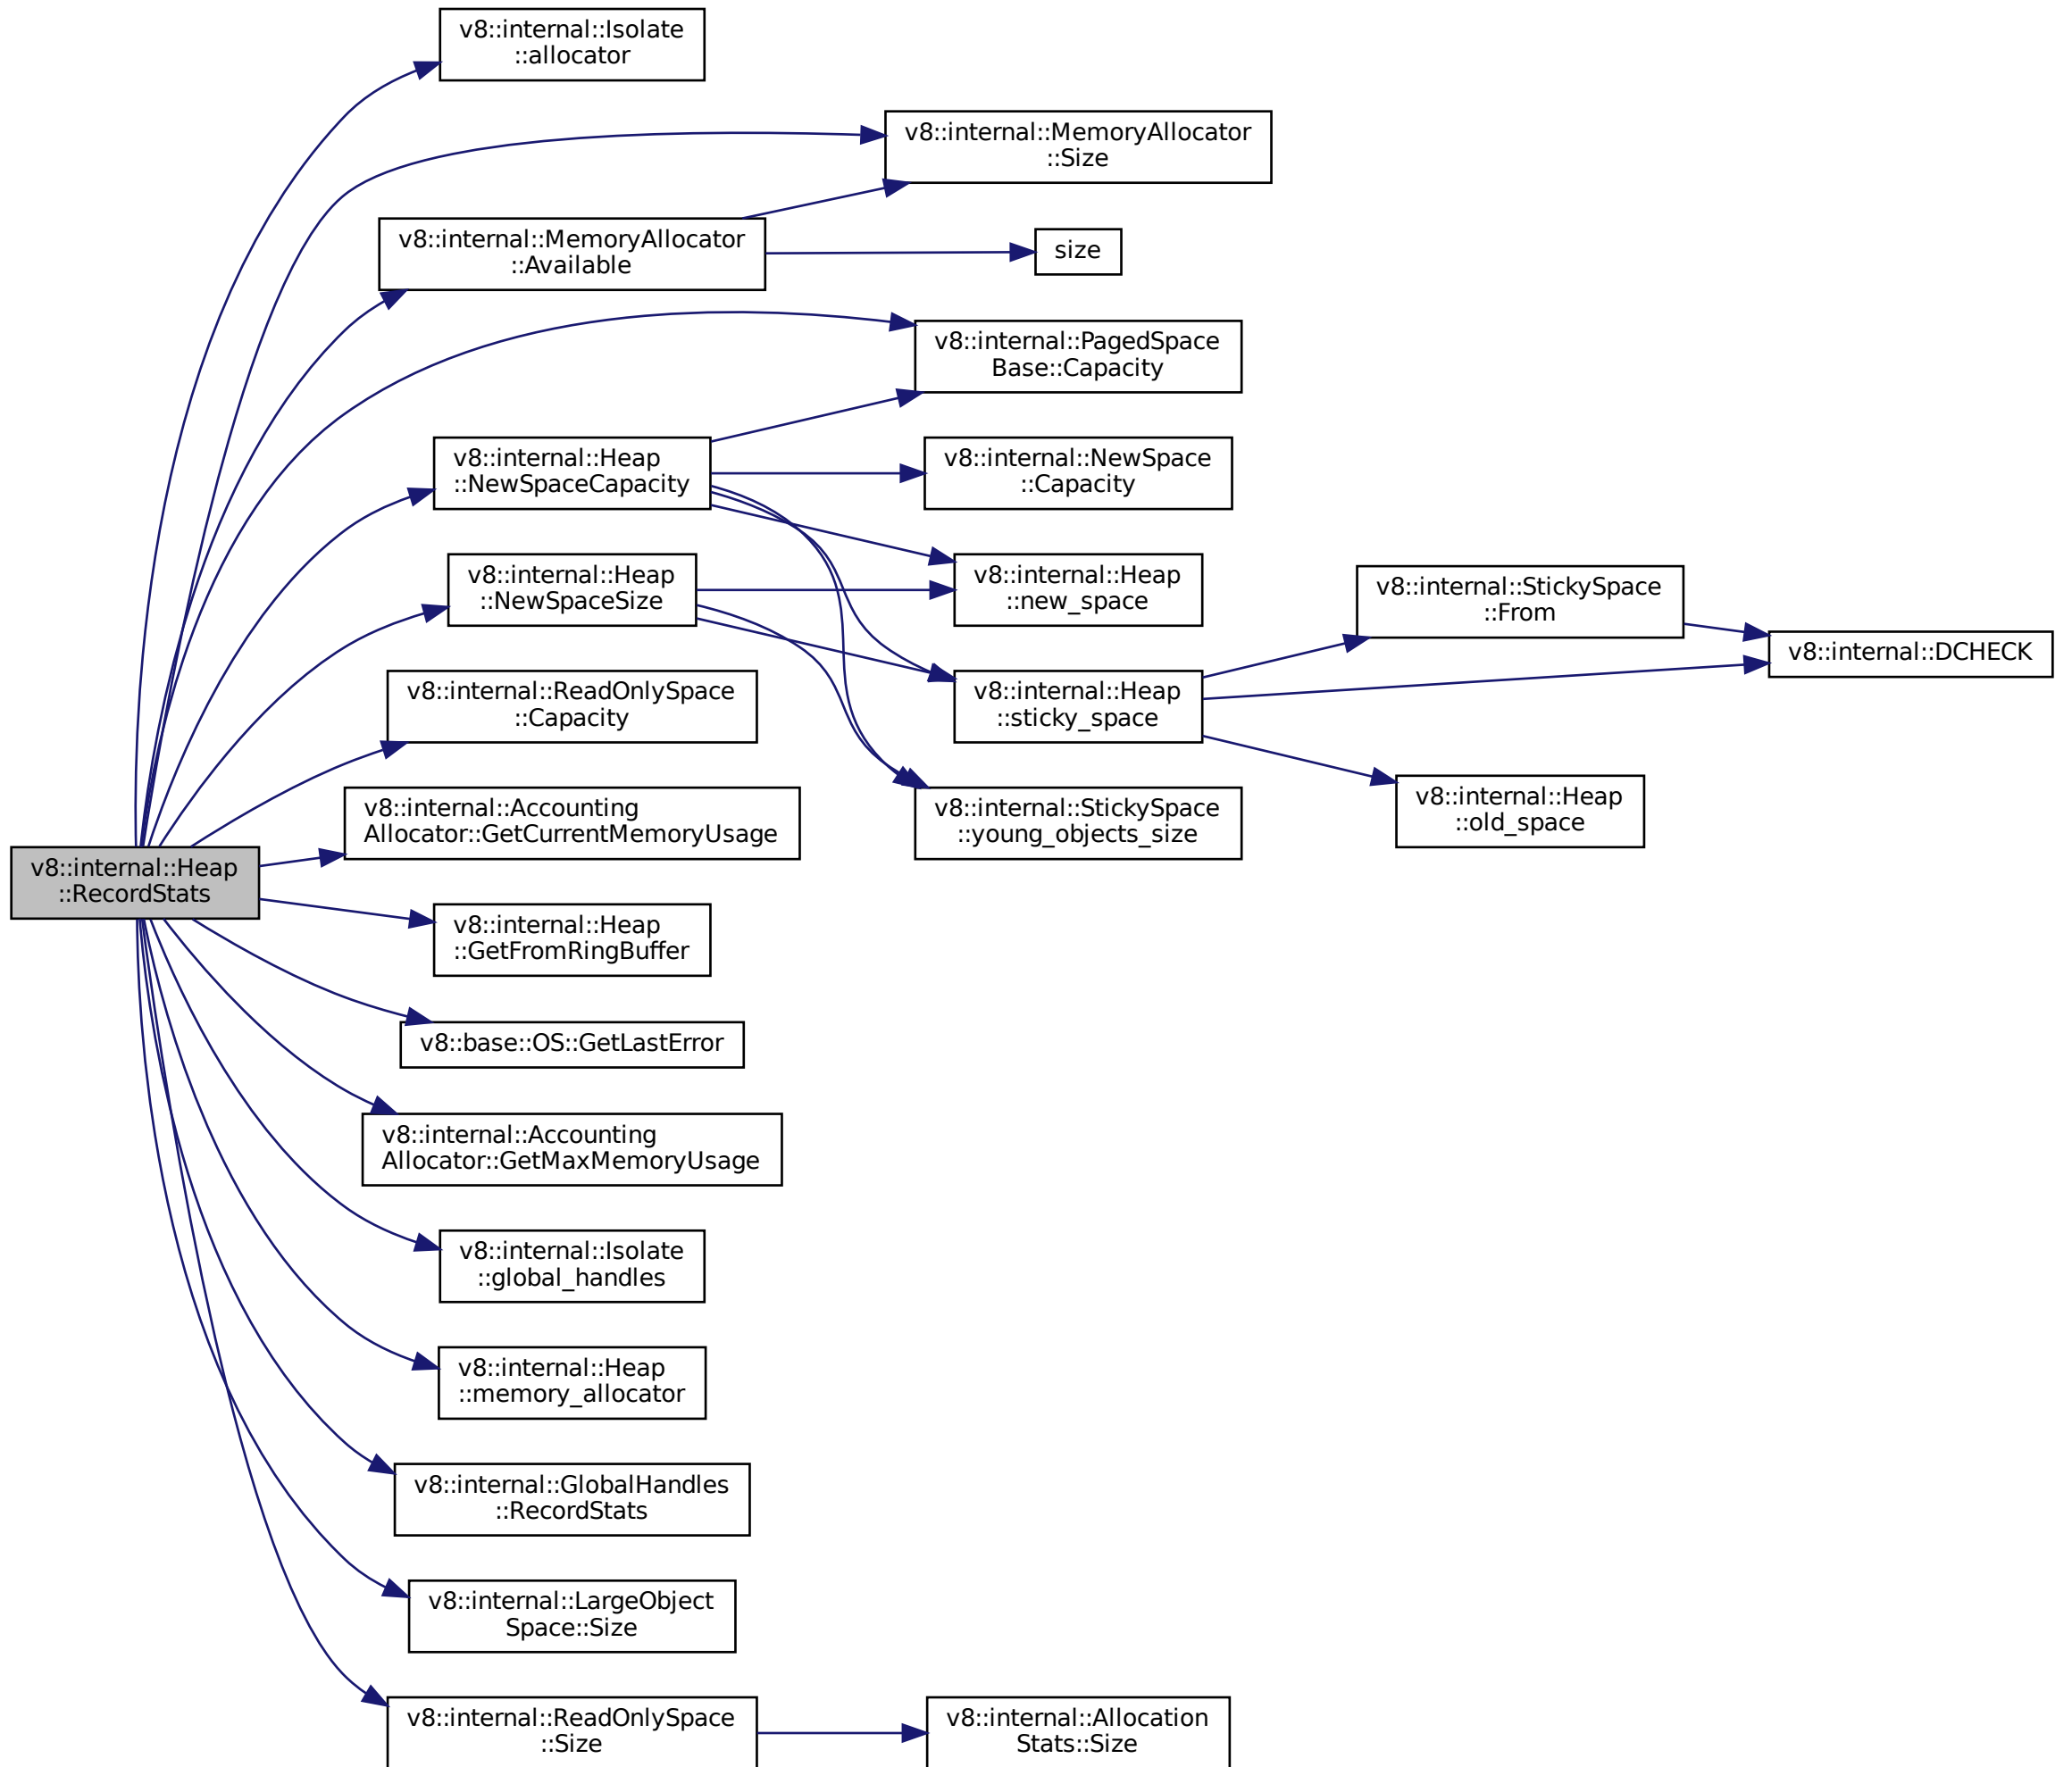 v8::internal::Isolate
::allocator
v8::internal::MemoryAllocator
::Size
v8::internal::MemoryAllocator
::Available
size
v8::internal::PagedSpace
Base::Capacity
v8::internal::Heap
::NewSpaceCapacity
v8::internal::NewSpace
::Capacity
v8::internal::Heap
::NewSpaceSize
v8::internal::Heap
::new_space
v8::internal::StickySpace
::From
v8::internal::DCHECK
v8::internal::ReadOnlySpace
::Capacity
v8::internal::Heap
::sticky_space
v8::internal::Heap
::old_space
v8::internal::Accounting
Allocator::GetCurrentMemoryUsage
v8::internal::StickySpace
::young_objects_size
v8::internal::Heap
::RecordStats
v8::internal::Heap
::GetFromRingBuffer
v8::base::OS::GetLastError
v8::internal::Accounting
Allocator::GetMaxMemoryUsage
v8::internal::Isolate
::global_handles
v8::internal::Heap
::memory_allocator
v8::internal::GlobalHandles
::RecordStats
v8::internal::LargeObject
Space::Size
v8::internal::ReadOnlySpace
::Size
v8::internal::Allocation
Stats::Size